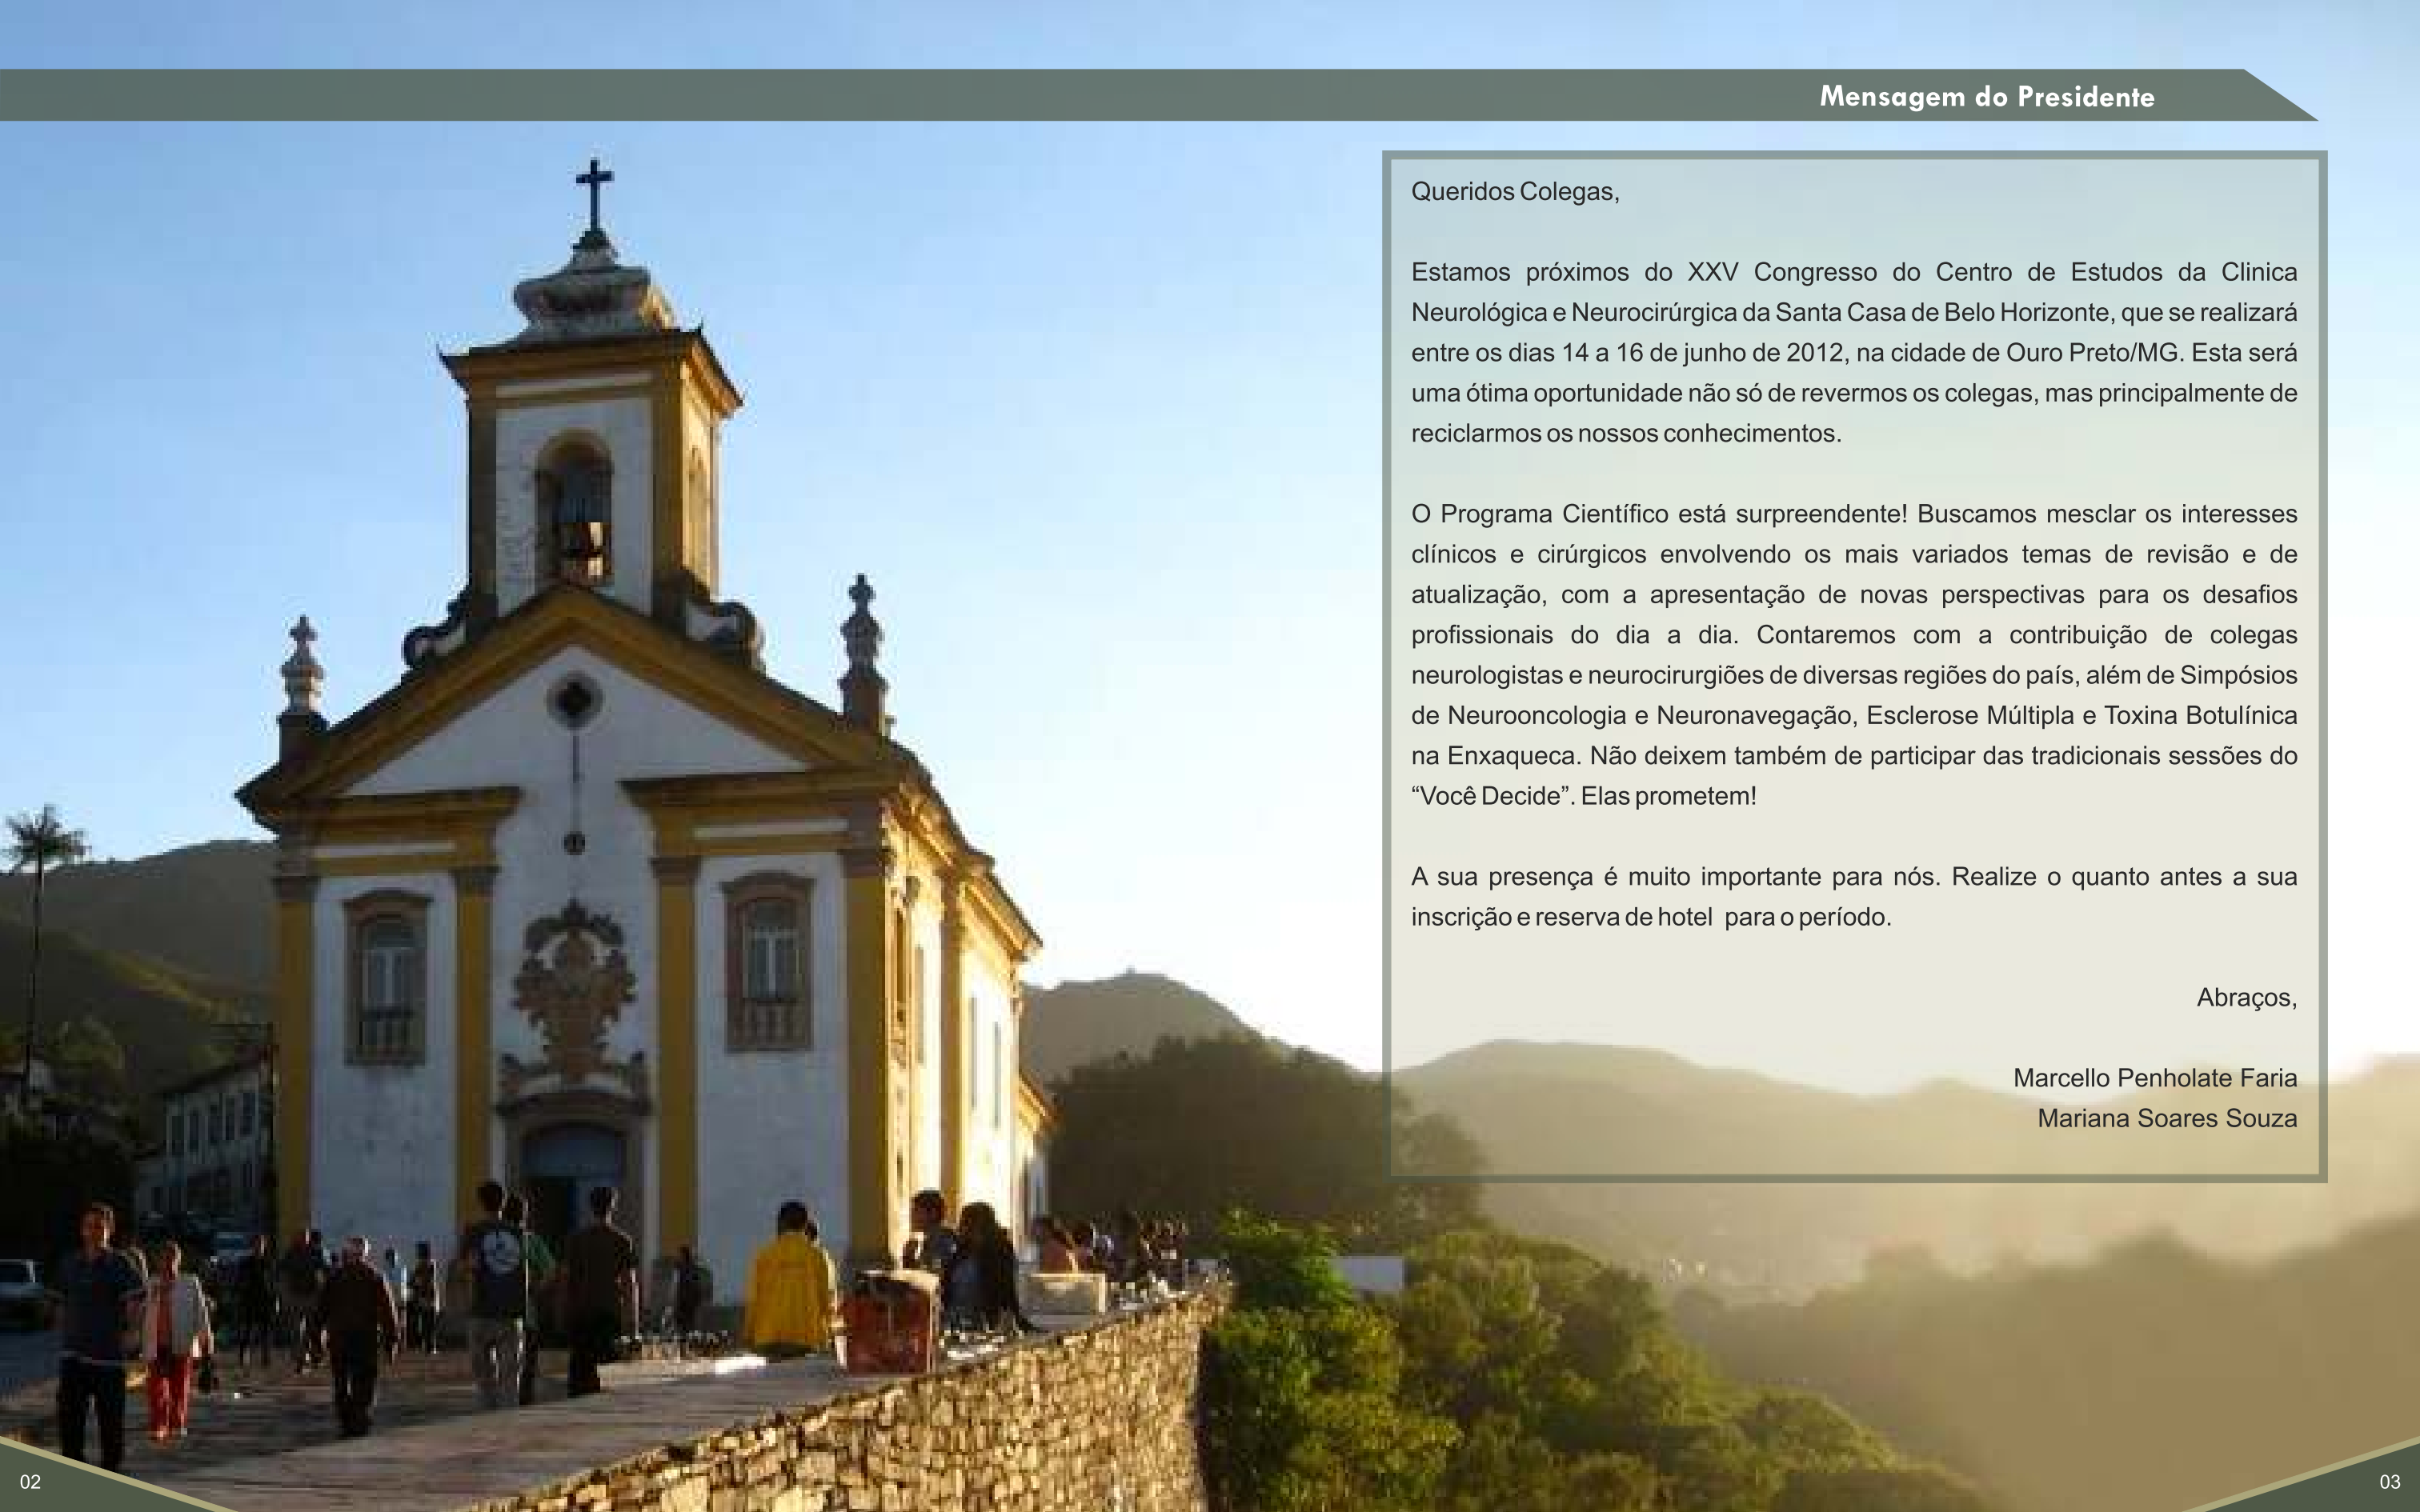 Mensagem do Presidente
Queridos Colegas,
Estamos próximos do XXV Congresso do Centro de Estudos da Clinica
Neurológica e Neurocirúrgica da Santa Casa de Belo Horizonte, que se realizará
entre os dias 14 a 16 de junho de 2012, na cidade de Ouro Preto/MG. Esta será
uma ótima oportunidade não só de revermos os colegas, mas principalmente de
reciclarmos os nossos conhecimentos.
O Programa Científico está surpreendente! Buscamos mesclar os interesses
clínicos e cirúrgicos envolvendo os mais variados temas de revisão e de
atualização, com a apresentação de novas perspectivas para os desafios
profissionais do dia a dia. Contaremos com a contribuição de colegas
neurologistas e neurocirurgiões de diversas regiões do país, além de Simpósios
de Neurooncologia e Neuronavegação, Esclerose Múltipla e Toxina Botulínica
na Enxaqueca. Não deixem também de participar das tradicionais sessões do
“Você Decide”. Elas prometem!
A sua presença é muito importante para nós. Realize o quanto antes a sua
inscrição e reserva de hotel para o período.
Abraços,
Marcello Penholate Faria
Mariana Soares Souza
02
03